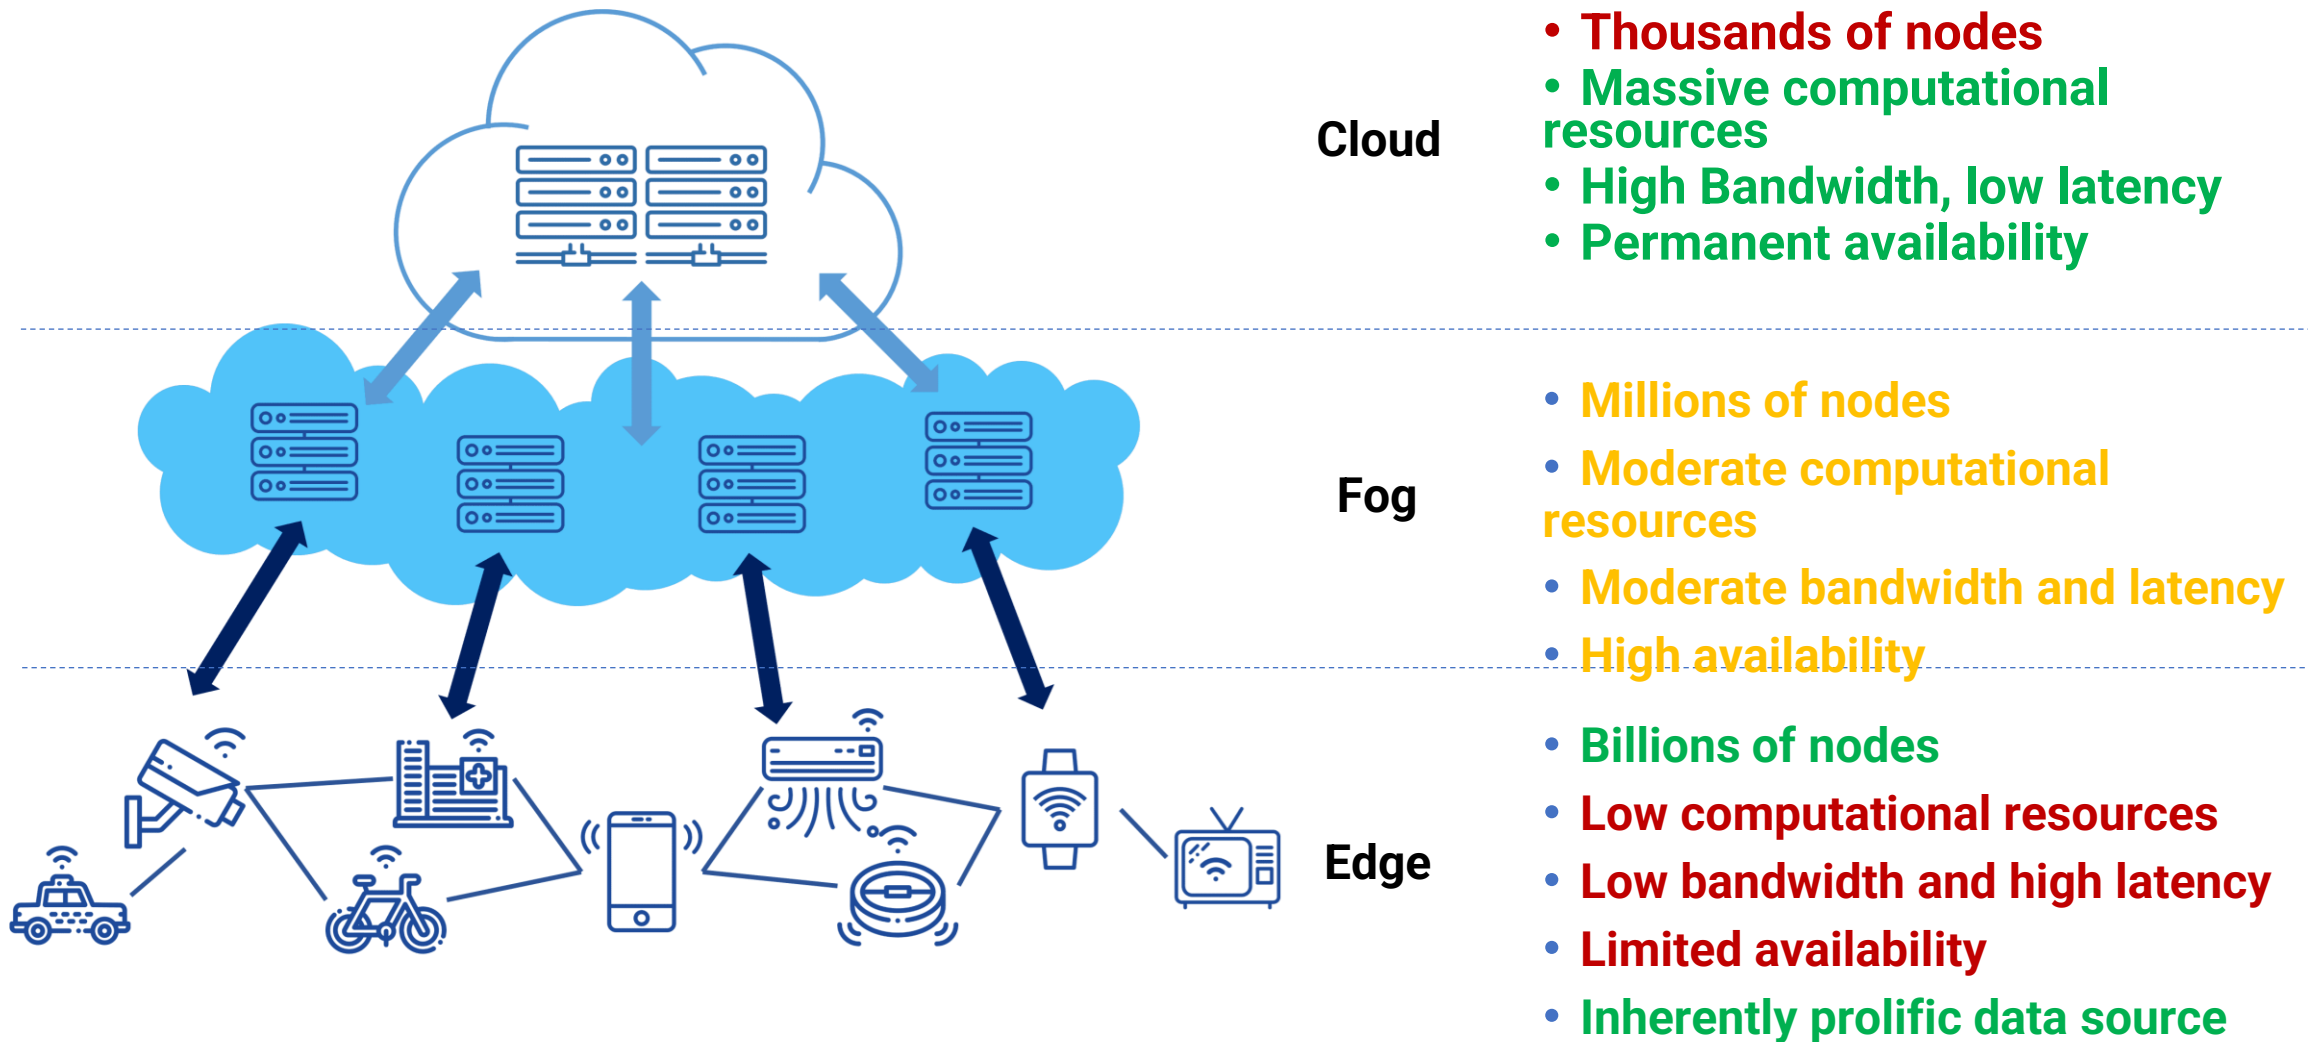 Cloud
• Thousands of nodes
• Massive computational
resources
• High Bandwidth, low latency
• Permanent availability
Fog
• Millions of nodes
• Moderate computational
resources
• Moderate bandwidth and latency
• High availability
Edge
• Billions of nodes
• Low computational resources
• Low bandwidth and high latency
• Limited availability
• Inherently prolific data source